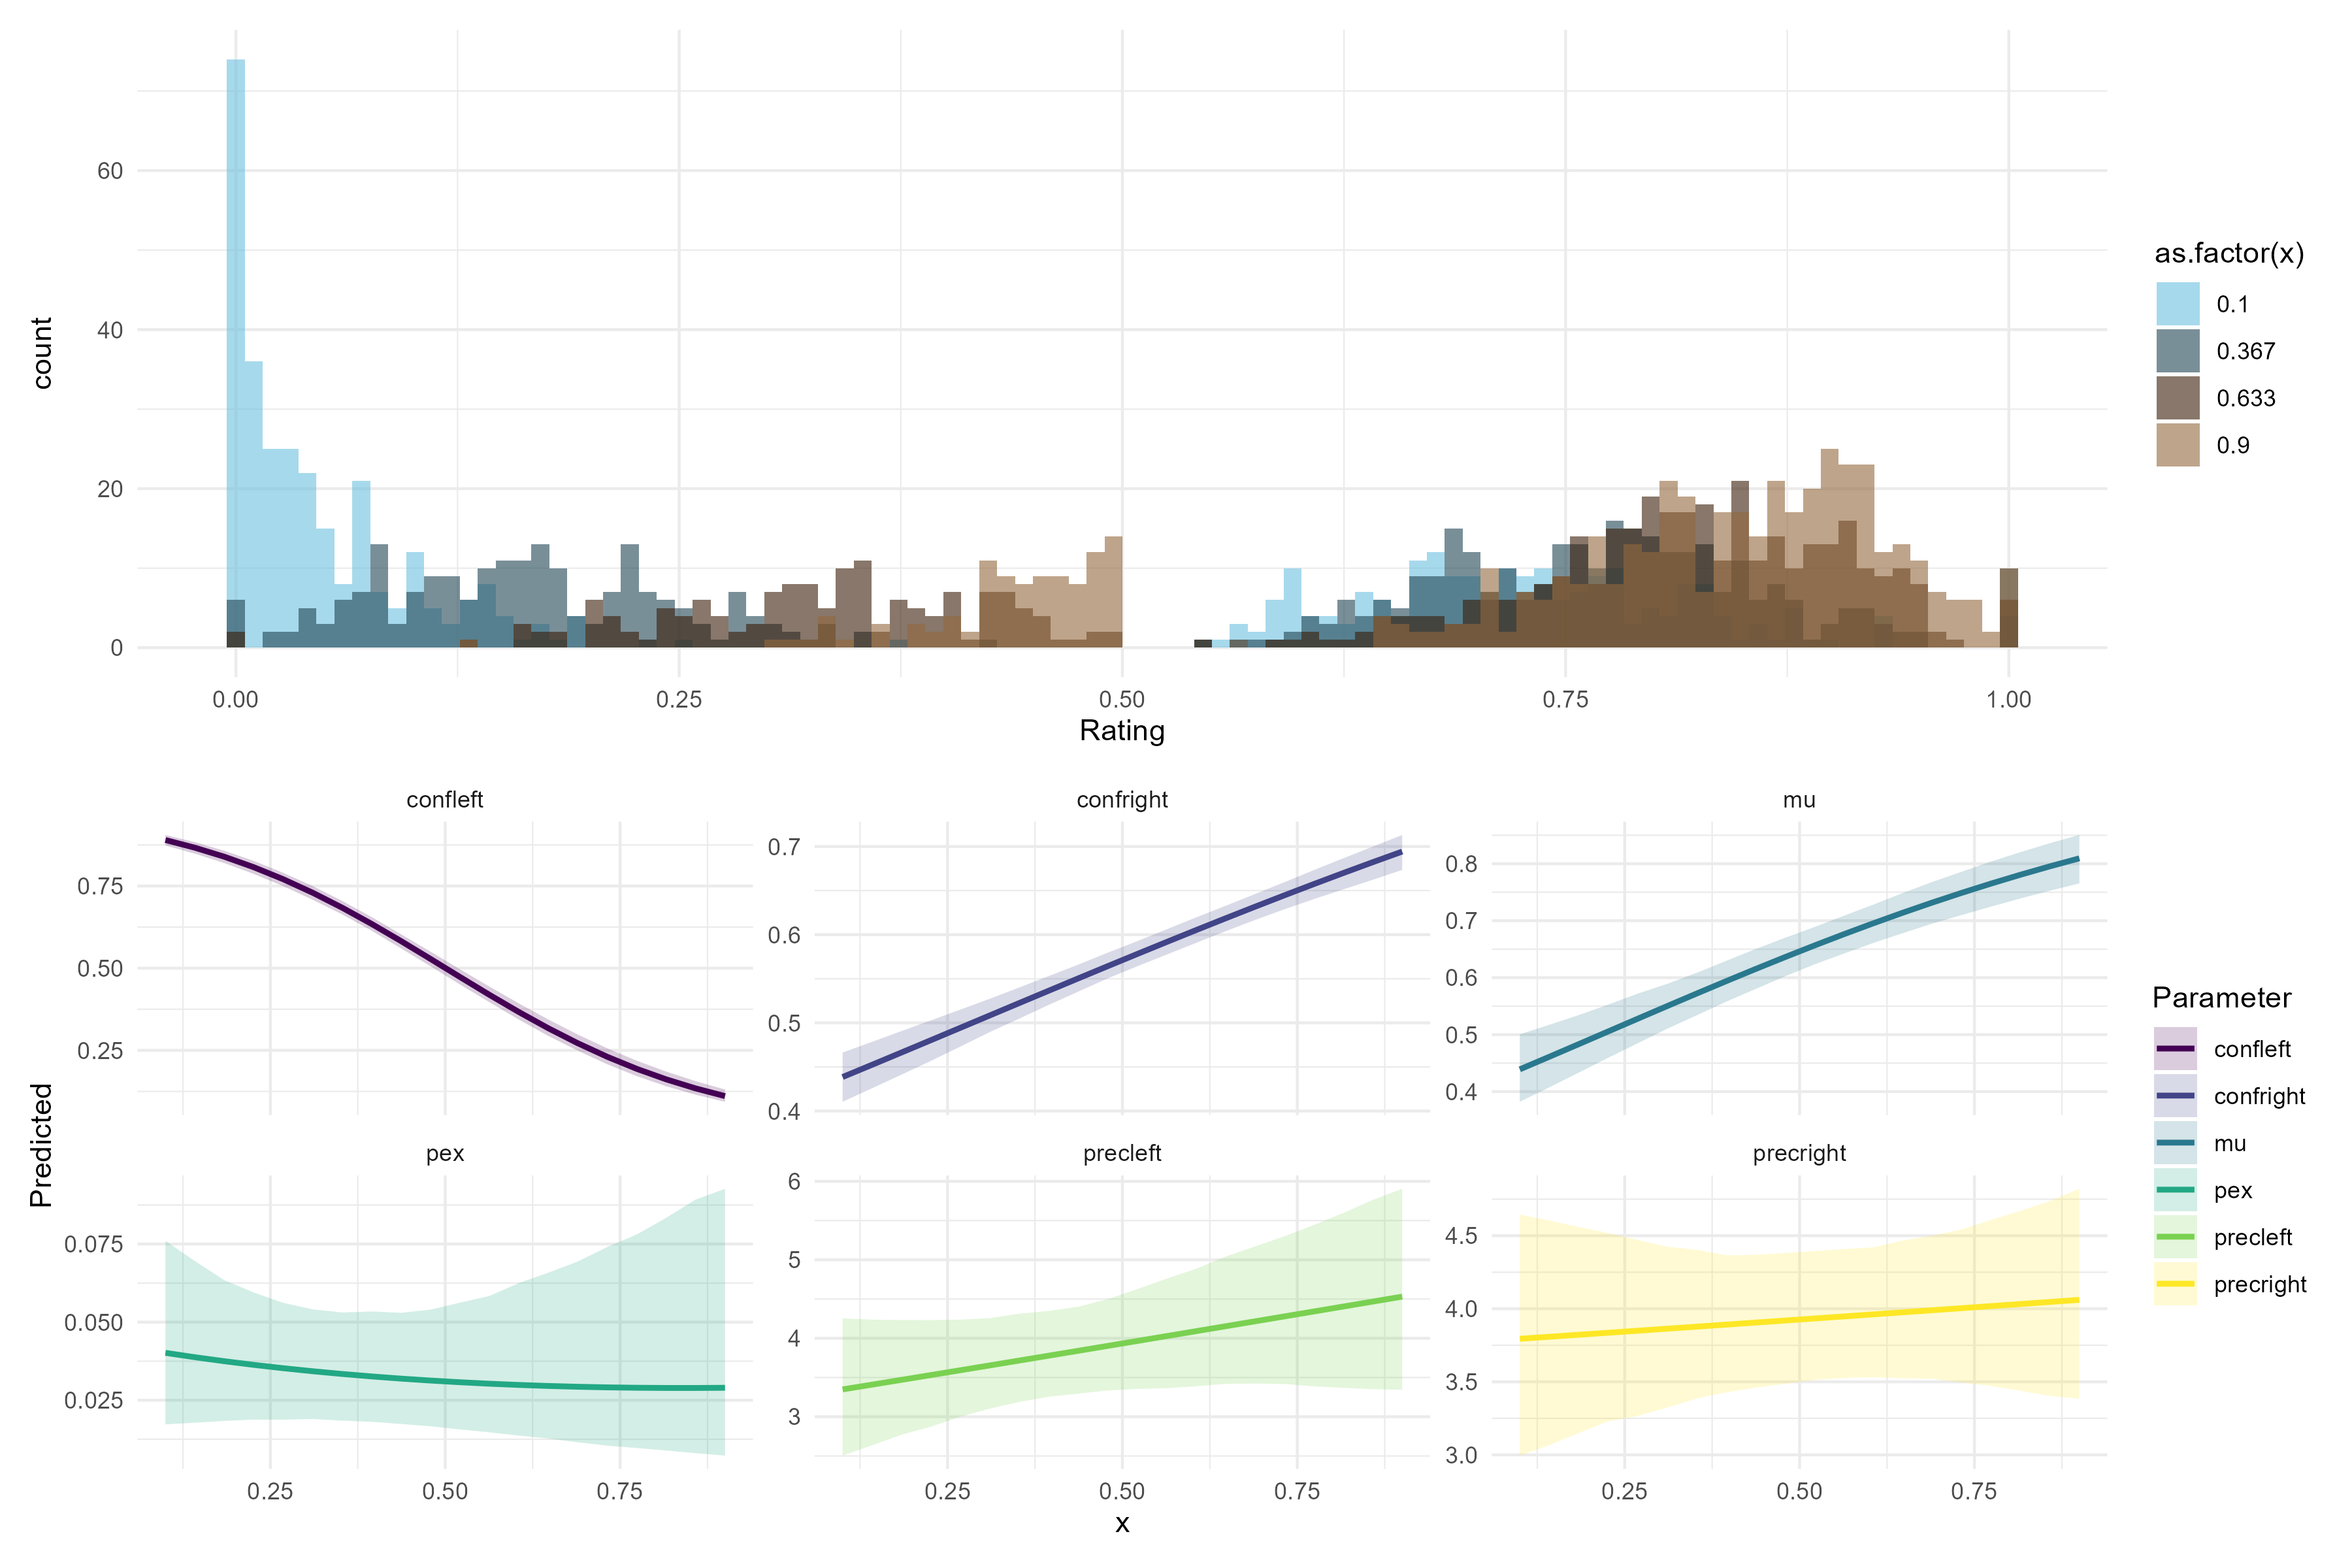 60
40
20
0
count
0.00 0.25 0.50 0.75 1.00
Rating
as.factor(x)
0.1
0.367
0.633
0.9
confleft confright mu
0.75
0.50
0.25
0.7
0.6
0.5
0.4
0.8
0.7
0.6
0.5
0.4
Predicted
pex precleft precright
0.075
0.050
0.025
6
5
4
3
4.5
4.0
3.5
3.0
0.25 0.50 0.75 0.25 0.50 0.75 0.25 0.50 0.75
x
Parameter
confleft
confright
mu
pex
precleft
precright